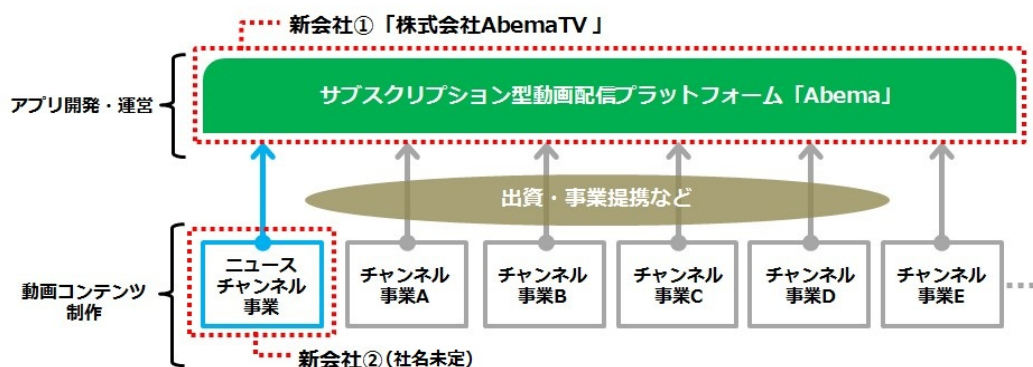 新会社①「株式会社AbemaTV」
アプリ開発・運営
サブスクリプション型動画配信プラットフォーム「Abema」
出資・事業提携など
動画コンテンツ
制作
ニュース
チャンネル
事業
チャンネル
事業A
チャンネル
事業B
チャンネル
事業C
チャンネル
事業D
チャンネル
事業E
新会社②(社名未定)